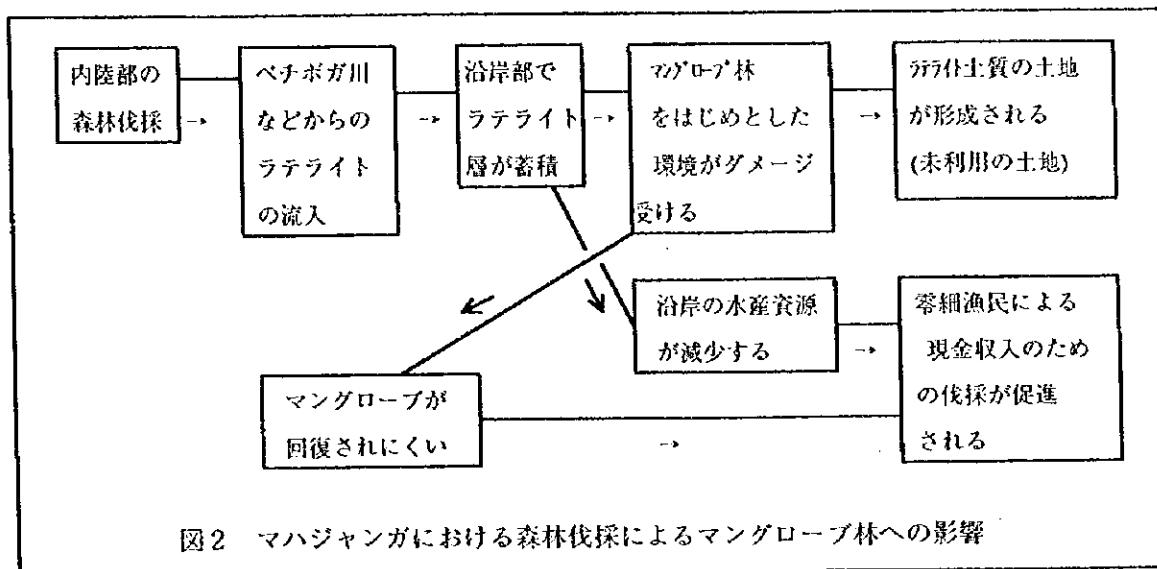 内陸部の
森林伐採
→
ベチボガ川
などからの
ラテライト
の流入
→
沿岸部で
ラテライト
層が蓄積
→
マングローブ林
をはじめとした
環境がダメージ
受ける
→
ラテライト土質の土地
が形成される
(未利用の土地)
沿岸の水産資源
が減少する
→
零細漁民による
現金収入のため
の伐採が促進
される
マングローブが
回復されにくい
→
図2 マハジャンガにおける森林伐採によるマングローブ林への影響